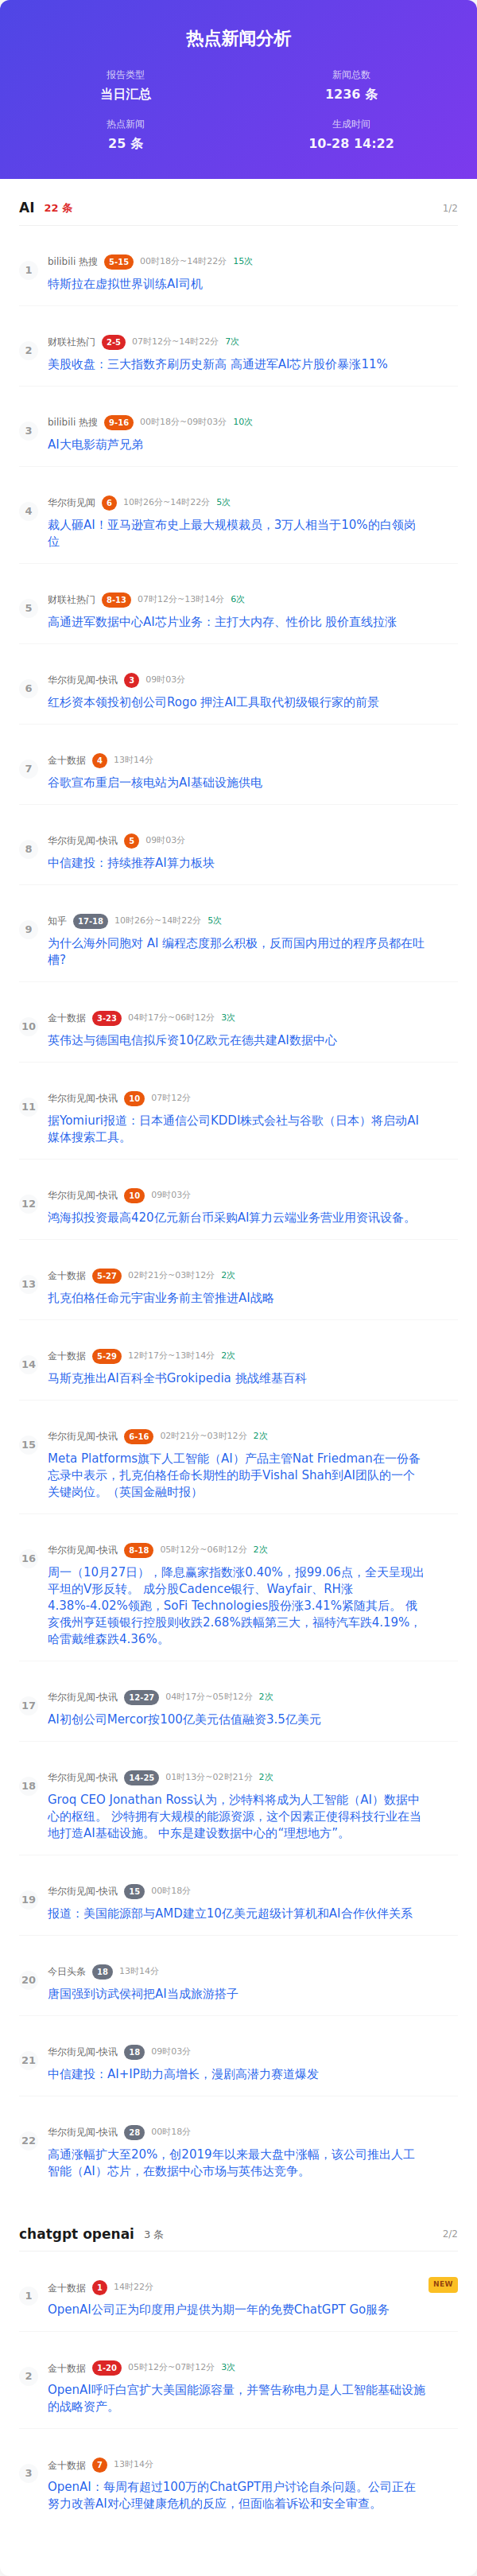 热点新闻分析
报告类型
新闻总数
当日汇总
1236 条
热点新闻
生成时间
25 条
10-28 14:22
AI 22 条 1/2
1
bilibili 热搜 5-15 00时18分~14时22分 15次
特斯拉在虚拟世界训练AI司机
2
财联社热门 2-5 07时12分~14时22分 7次
美股收盘：三大指数齐刷历史新高 高通进军AI芯片股价暴涨11%
3
bilibili 热搜 9-16 00时18分~09时03分 10次
AI大电影葫芦兄弟
4
华尔街见闻 6 10时26分~14时22分 5次
裁人砸AI！亚马逊宣布史上最大规模裁员，3万人相当于10%的白领岗
位
5
财联社热门 8-13 07时12分~13时14分 6次
高通进军数据中心AI芯片业务：主打大内存、性价比 股价直线拉涨
6
华尔街见闻-快讯 3 09时03分
红杉资本领投初创公司Rogo 押注AI工具取代初级银行家的前景
7
金十数据 4 13时14分
谷歌宣布重启一核电站为AI基础设施供电
8
华尔街见闻-快讯 5 09时03分
中信建投：持续推荐AI算力板块
9
知乎 17-18 10时26分~14时22分 5次
为什么海外同胞对 AI 编程态度那么积极，反而国内用过的程序员都在吐
槽?
10
金十数据 3-23 04时17分~06时12分 3次
英伟达与德国电信拟斥资10亿欧元在德共建AI数据中心
11
华尔街见闻-快讯 10 07时12分
据Yomiuri报道：日本通信公司KDDI株式会社与谷歌（日本）将启动AI
媒体搜索工具。
12
华尔街见闻-快讯 10 09时03分
鸿海拟投资最高420亿元新台币采购AI算力云端业务营业用资讯设备。
13
金十数据 5-27 02时21分~03时12分 2次
扎克伯格任命元宇宙业务前主管推进AI战略
14
金十数据 5-29 12时17分~13时14分 2次
马斯克推出AI百科全书Grokipedia 挑战维基百科
15
华尔街见闻-快讯 6-16 02时21分~03时12分 2次
Meta Platforms旗下人工智能（AI）产品主管Nat Friedman在一份备
忘录中表示，扎克伯格任命长期性的助手Vishal Shah到AI团队的一个
关键岗位。（英国金融时报）
16
华尔街见闻-快讯 8-18 05时12分~06时12分 2次
周一（10月27日），降息赢家指数涨0.40%，报99.06点，全天呈现出
平坦的V形反转。 成分股Cadence银行、Wayfair、RH涨
4.38%-4.02%领跑，SoFi Technologies股份涨3.41%紧随其后。 俄
亥俄州亨廷顿银行控股则收跌2.68%跌幅第三大，福特汽车跌4.19%，
哈雷戴维森跌4.36%。
17
华尔街见闻-快讯 12-27 04时17分~05时12分 2次
AI初创公司Mercor按100亿美元估值融资3.5亿美元
18
华尔街见闻-快讯 14-25 01时13分~02时21分 2次
Groq CEO Jonathan Ross认为，沙特料将成为人工智能（AI）数据中
心的枢纽。 沙特拥有大规模的能源资源，这个因素正使得科技行业在当
地打造AI基础设施。 中东是建设数据中心的“理想地方”。
19
华尔街见闻-快讯 15 00时18分
报道：美国能源部与AMD建立10亿美元超级计算机和AI合作伙伴关系
20
今日头条 18 13时14分
唐国强到访武侯祠把AI当成旅游搭子
21
华尔街见闻-快讯 18 09时03分
中信建投：AI+IP助力高增长，漫剧高潜力赛道爆发
22
华尔街见闻-快讯 28 00时18分
高通涨幅扩大至20%，创2019年以来最大盘中涨幅，该公司推出人工
智能（AI）芯片，在数据中心市场与英伟达竞争。
chatgpt openai 3 条 2/2
NEW
1
金十数据 1 14时22分
OpenAI公司正为印度用户提供为期一年的免费ChatGPT Go服务
2
金十数据 1-20 05时12分~07时12分 3次
OpenAI呼吁白宫扩大美国能源容量，并警告称电力是人工智能基础设施
的战略资产。
3
金十数据 7 13时14分
OpenAI：每周有超过100万的ChatGPT用户讨论自杀问题。公司正在
努力改善AI对心理健康危机的反应，但面临着诉讼和安全审查。